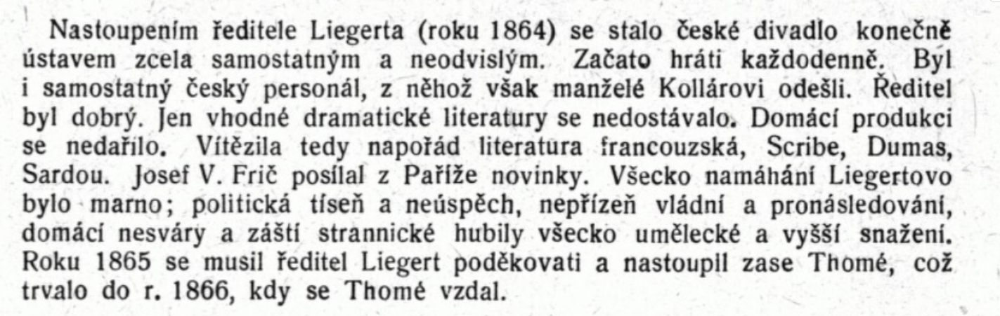 Nastoupením ředitele Liegerta (roku 1864) se stalo české divadlo konečně
ústavem zcela samostatným a neodvislým. Začato hráti každodenně. Byl
i samostatný český personál, z něhož však manželé Kollárovi odešli. Ředitel
byl dobrý. Jen vhodné dramatické literatury se nedostávalo. Domácí produkci
se nedařilo. Vítězila tedy napořád literatura francouzská, Scribe, Dumas,
Sardou. Josef V. Frič posílal z Paříže novinky. Všecko namáhání Liegertovo
bylo marno; politická tíseň a neúspěch, nepřízeň vládní a pronásledování,
domácí nesváry a záští strannické hubily všecko umělecké a vyšší snažení.
Roku 1865 se musil ředitel Liegert poděkovati a nastoupil zase Thomé, což
trvalo do r. 1866, kdy se Thomé vzdal.